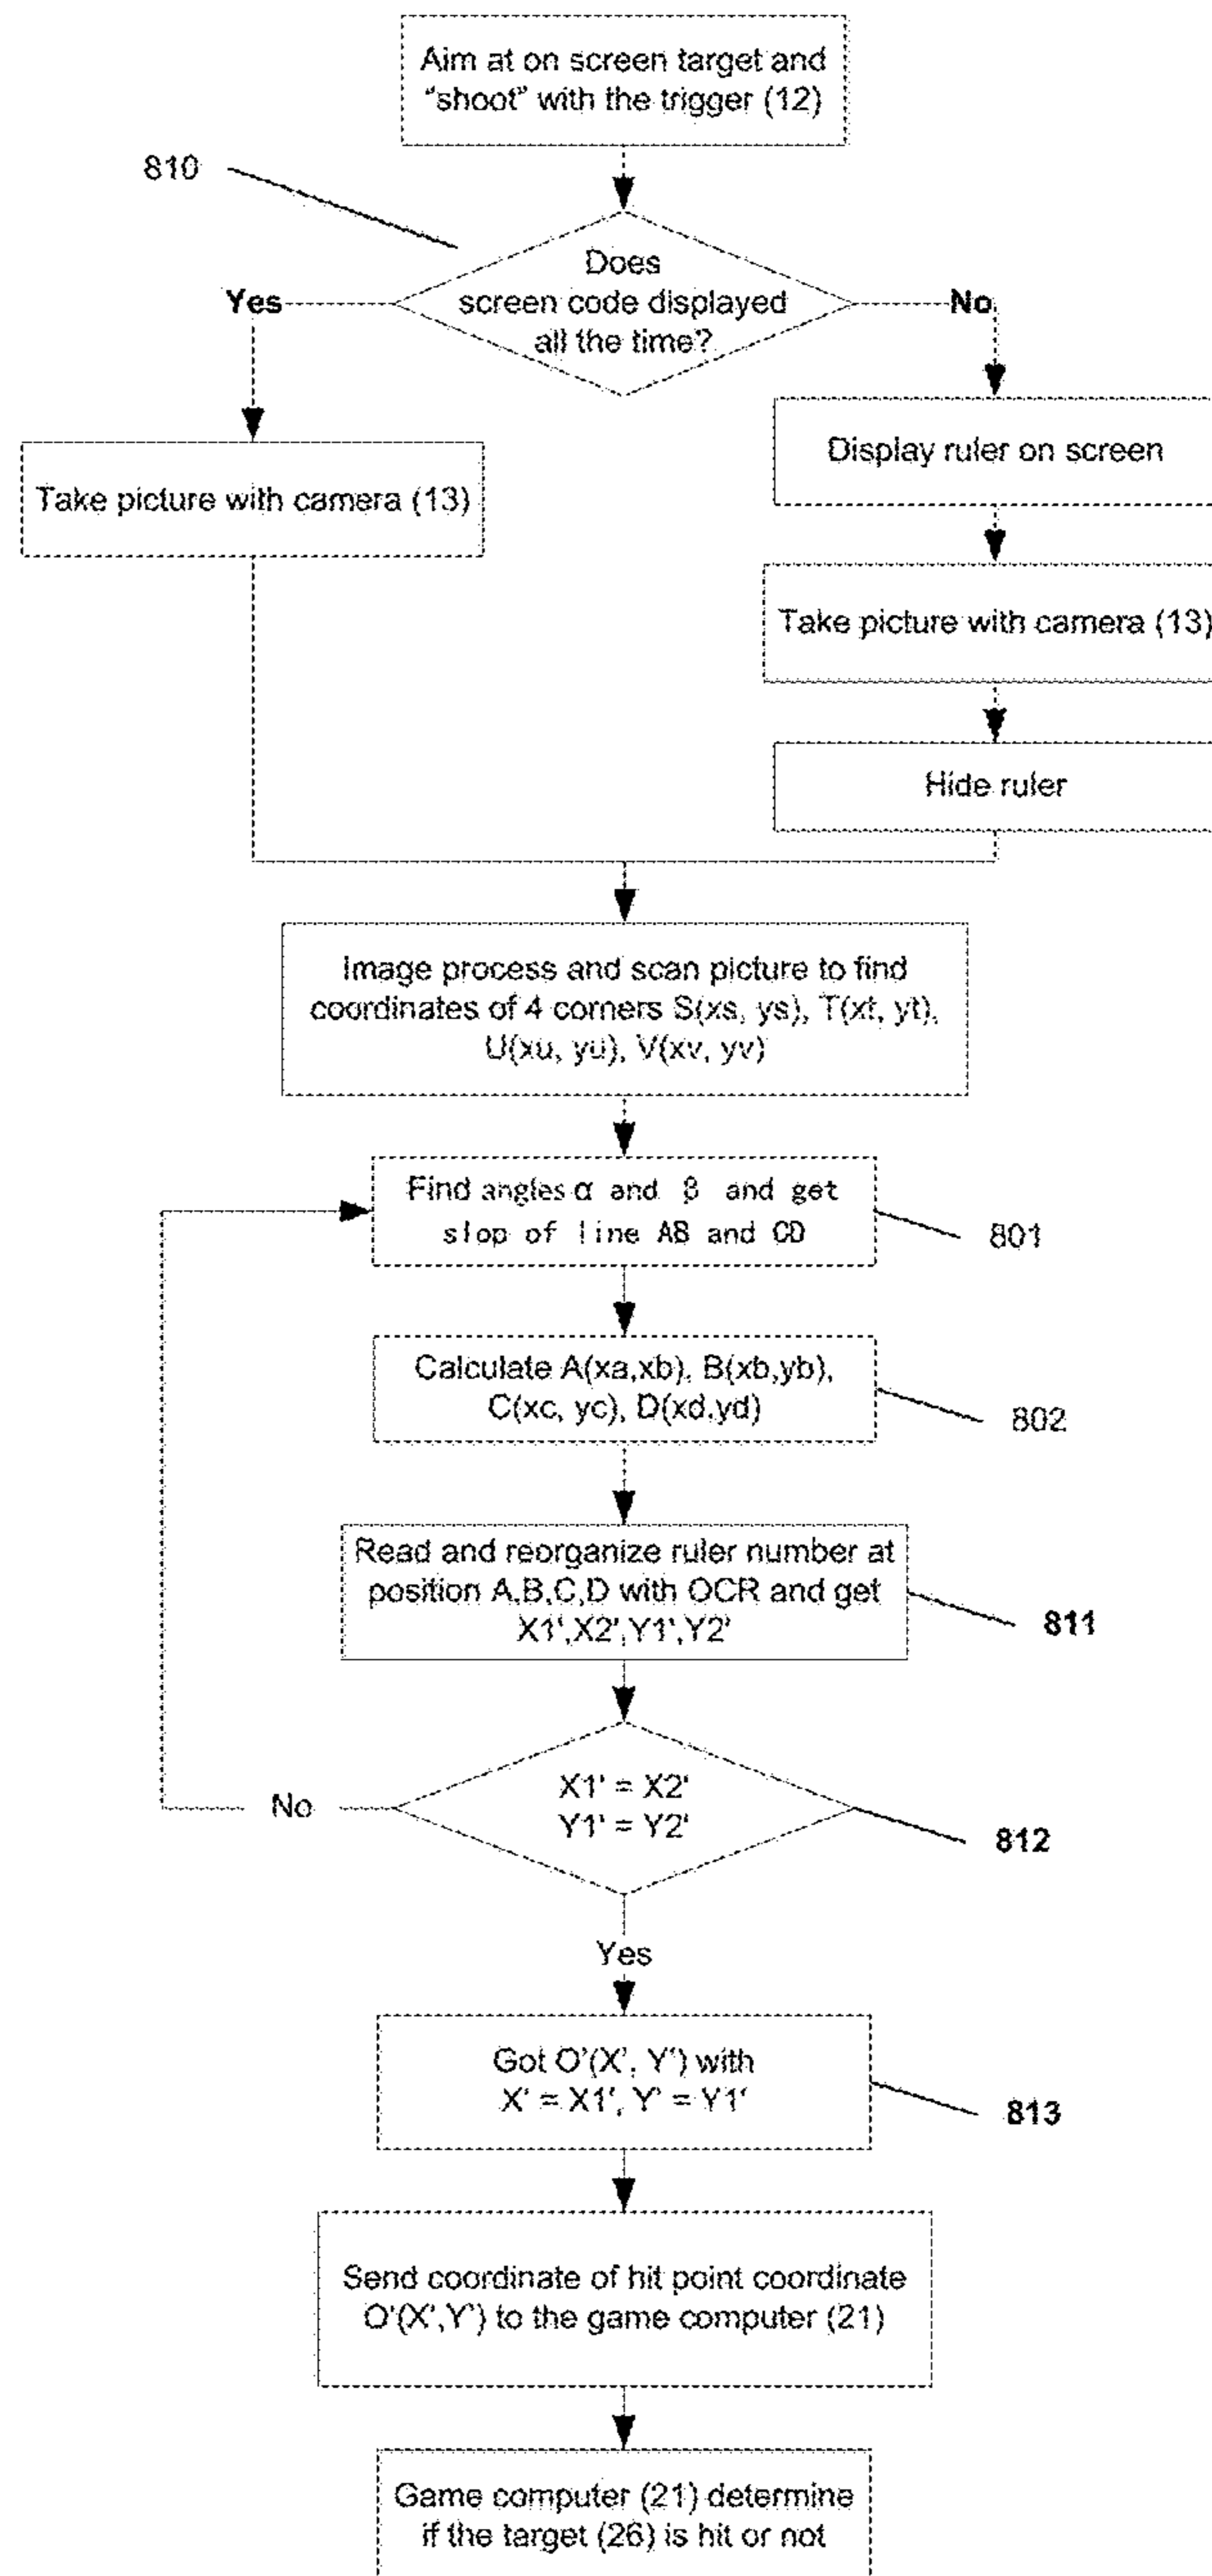 Aim at on screen target and
"shoot" with the trigger (12)
810
Does
screen code displayed
all the time?
Yes
No
Display ruler on screen
Take picture with camera (13)
Take picture with camera (13)
Hide ruler
Image process and scan picture to find
coordinates of 4 corners S(xs, ys), T(xt, yt),
U(xu, yu), V(xv, yv)
Find angles α and β and get
slop of line AB and CD
801
Calculate A(xa,xb), B(xb,yb),
C(xc, yc), D(xd,yd)
802
Read and reorganize ruler number at
position A,B,C,D with OCR and get
X1',X2',Y1',Y2'
811
X1' = X2'
Y1' = Y2'
No
812
Yes
Got O'(X', Y') with
X' = X1', Y' = Y1'
813
Send coordinate of hit point coordinate
O'(X',Y') to the game computer (21)
Game computer (21) determine
if the target (26) is hit or not